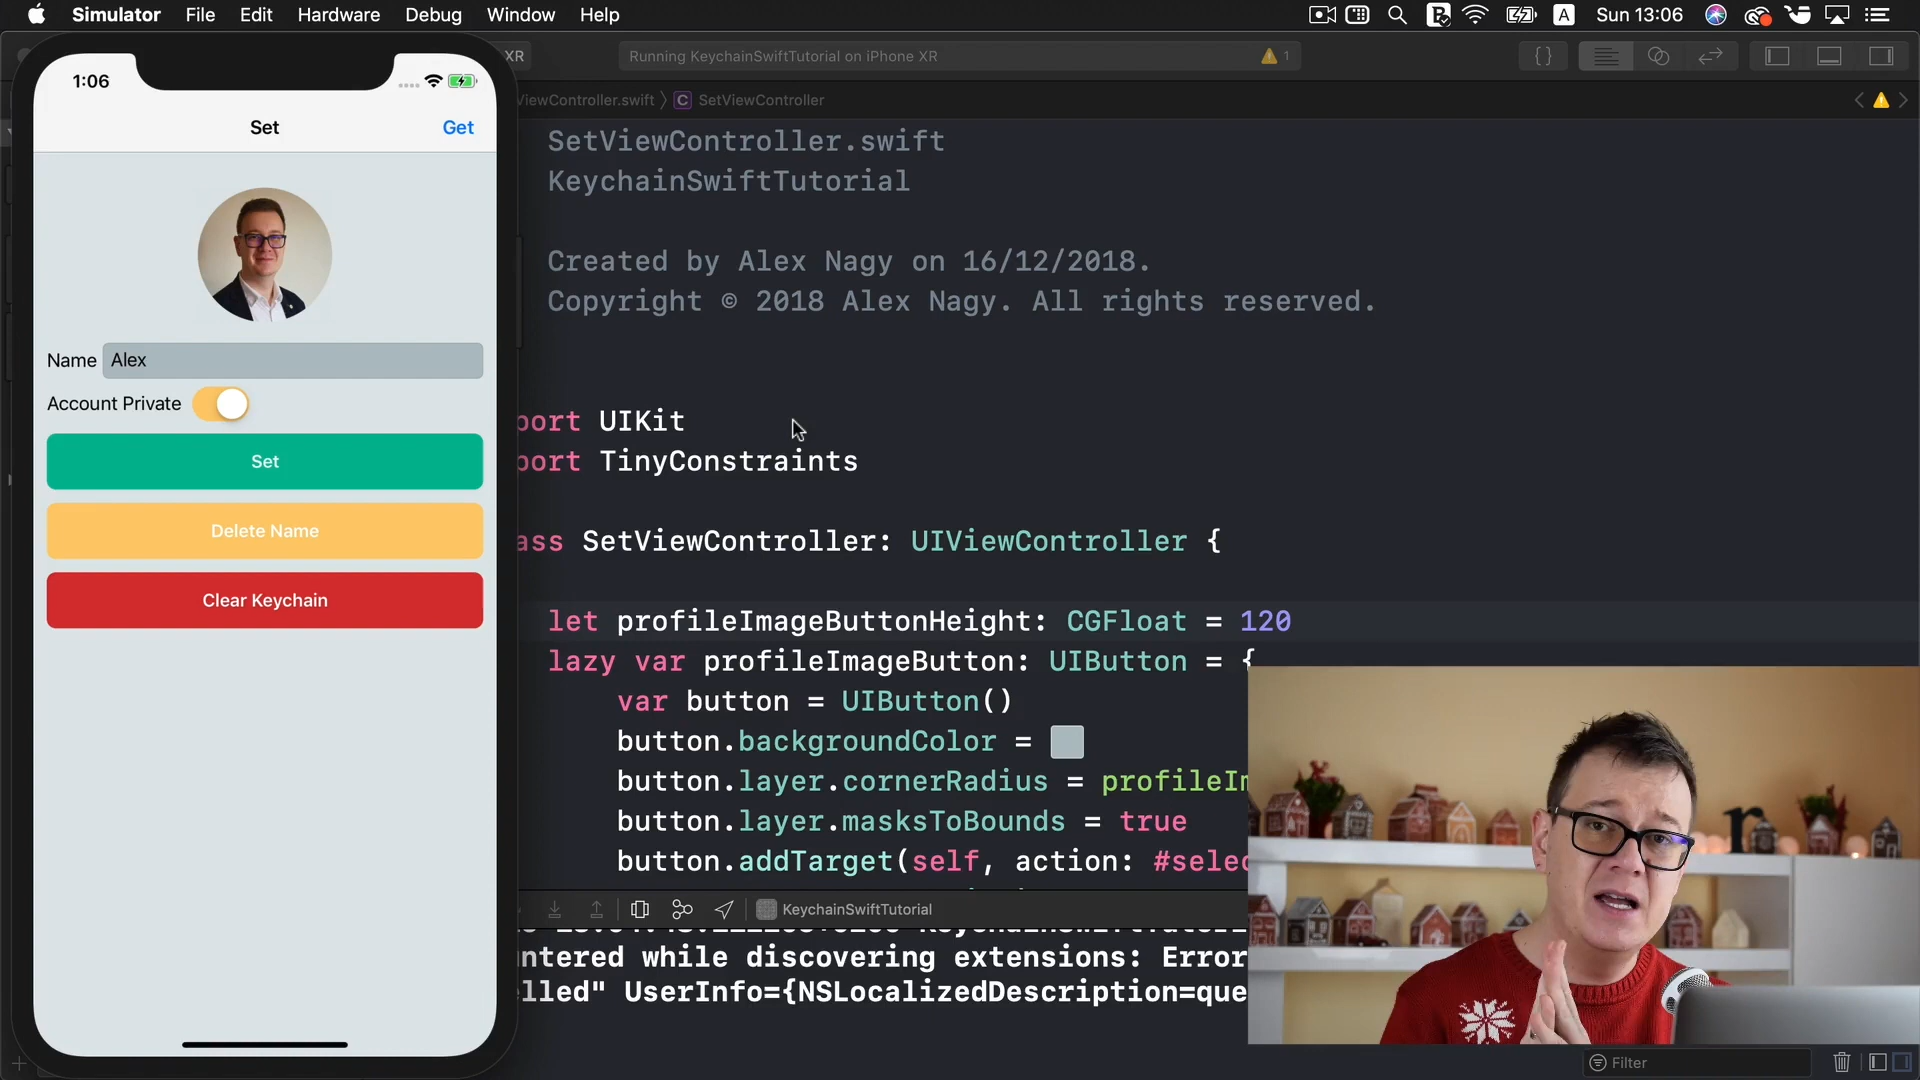 Simulator File Edit Hardware Debug Window Help
A Sun 13:06
1:06
XR
Running KeychainSwiftTutorial on iPhone XR
1
{}
ViewController.swift 〉 C SetViewController
Set
Get
Name Alex
Account Private
Set
Delete Name
Clear Keychain
SetViewController.swift
KeychainSwiftTutorial
Created by Alex Nagy on 16/12/2018.
Copyright © 2018 Alex Nagy. All rights reserved.
port UIKit
port TinyConstraints
ass SetViewController: UIViewController {
let profileImageButtonHeight: CGFloat = 120
lazy var profileImageButton: UIButton = {
var button = UIButton()
button.backgroundColor =
button.layer.cornerRadius = profileIm
button.layer.masksToBounds = true
button.addTarget(self, action: #selec
KeychainSwiftTutorial
ntered while discovering extensions: Error
elled" UserInfo={NSLocalizedDescription=que
Filter